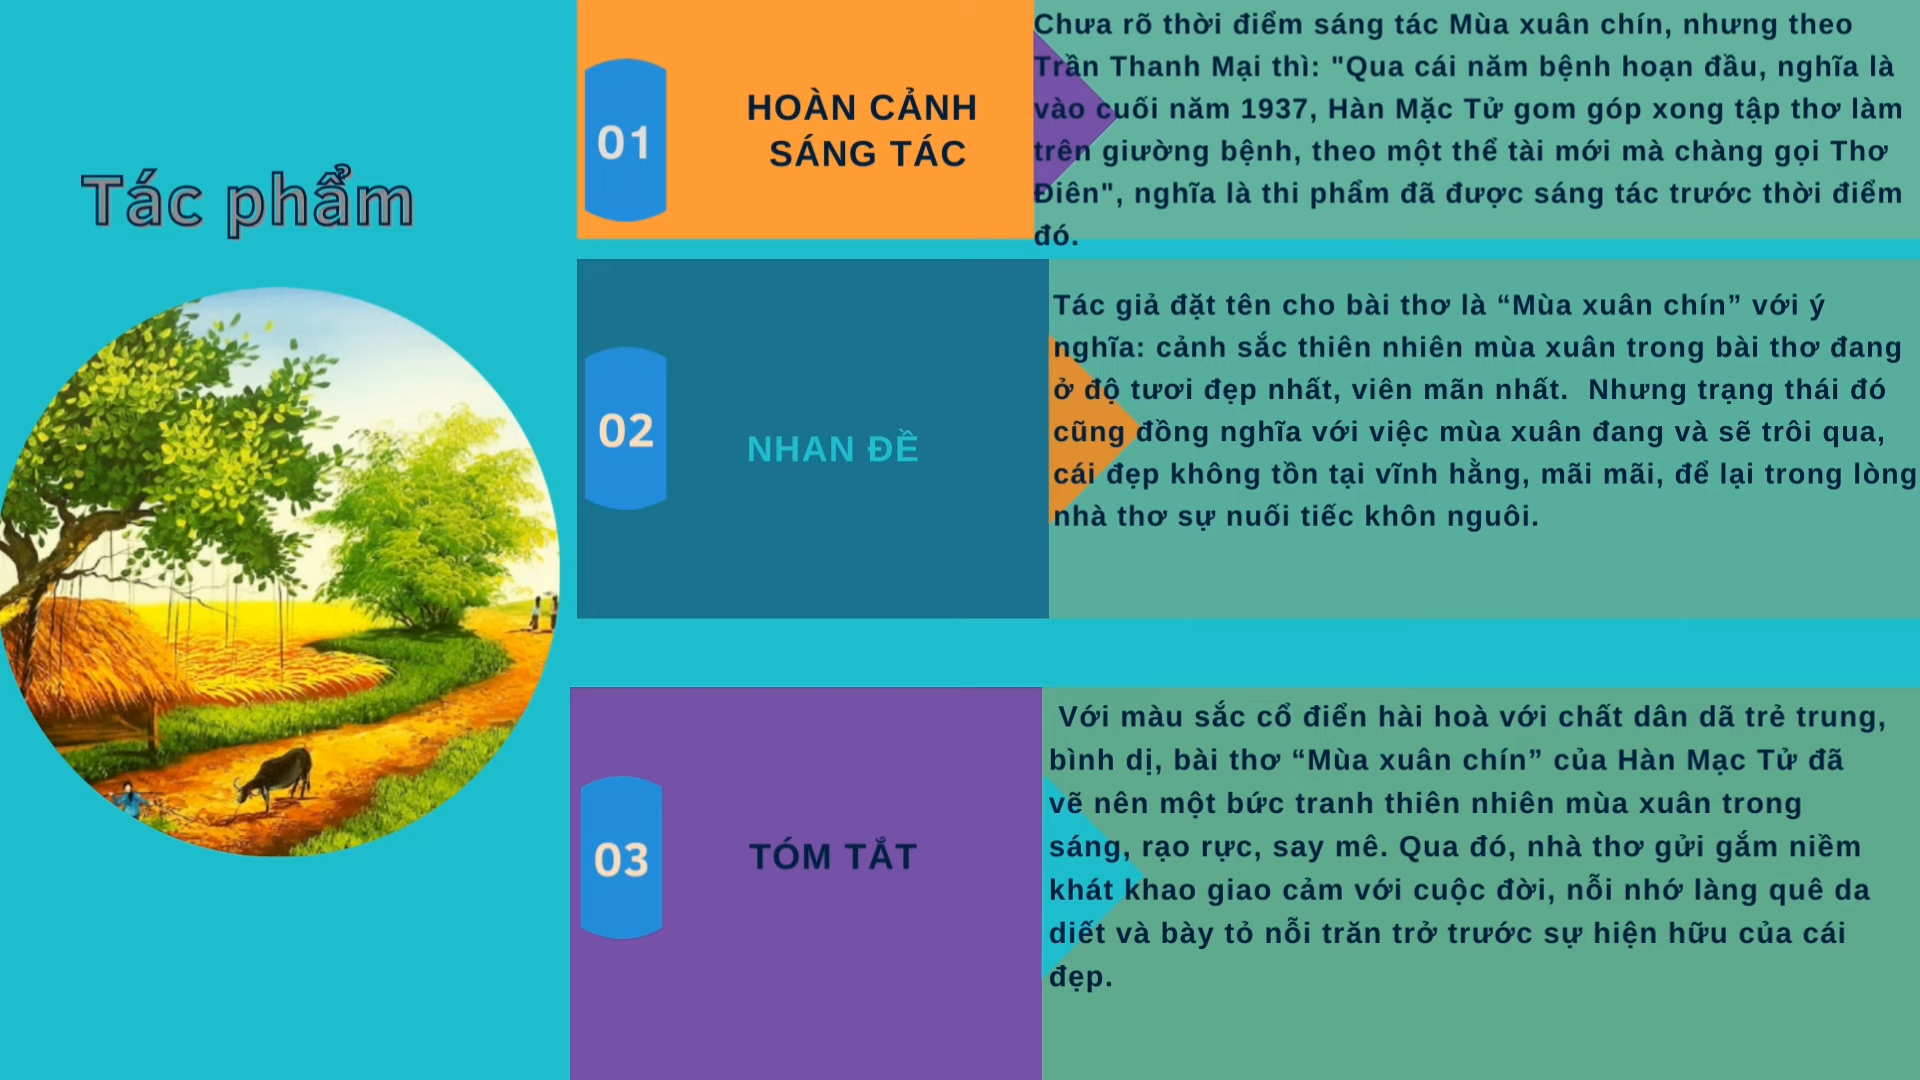 Tác phẩm
01
HOÀN CẢNH
SÁNG TÁC
Chưa rõ thời điểm sáng tác Mùa xuân chín, nhưng theo
Trần Thanh Mại thì: "Qua cái năm bệnh hoạn đầu, nghĩa là
vào cuối năm 1937, Hàn Mặc Tử gom góp xong tập thơ làm
trên giường bệnh, theo một thể tài mới mà chàng gọi Thơ
Điên", nghĩa là thi phẩm đã được sáng tác trước thời điểm
đó.
02
NHAN ĐỀ
Tác giả đặt tên cho bài thơ là “Mùa xuân chín” với ý
nghĩa: cảnh sắc thiên nhiên mùa xuân trong bài thơ đang
ở độ tươi đẹp nhất, viên mãn nhất. Nhưng trạng thái đó
cũng đồng nghĩa với việc mùa xuân đang và sẽ trôi qua,
cái đẹp không tồn tại vĩnh hằng, mãi mãi, để lại trong lòng
nhà thơ sự nuối tiếc khôn nguôi.
03
TÓM TẮT
Với màu sắc cổ điển hài hoà với chất dân dã trẻ trung,
bình dị, bài thơ “Mùa xuân chín” của Hàn Mạc Tử đã
vẽ nên một bức tranh thiên nhiên mùa xuân trong
sáng, rạo rực, say mê. Qua đó, nhà thơ gửi gắm niềm
khát khao giao cảm với cuộc đời, nỗi nhớ làng quê da
diết và bày tỏ nỗi trăn trở trước sự hiện hữu của cái
đẹp.